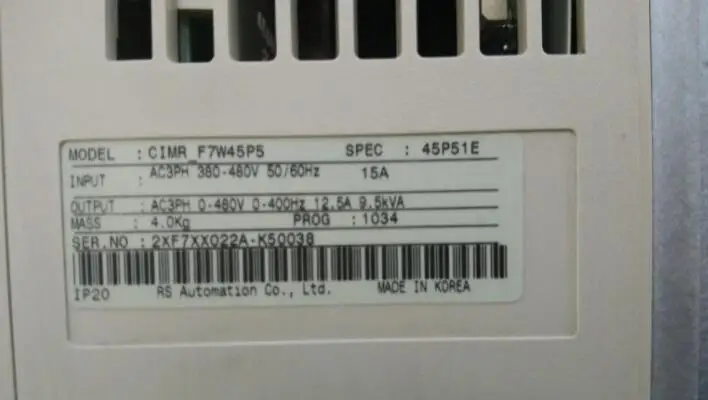 MODEL : CIMR_F7W45P5 SPEC : 45P51E
INPUT : AC3PH 380-480V 50/60Hz 15A
OUTPUT : AC3PH 0-480V 0-400Hz 12.5A 9.5kVA
MASS : 4.0Kg PROG : 1034
SER.NO : 2XF7XX022A-K5003B
IP20 RS Automation Co., Ltd. MADE IN KOREA